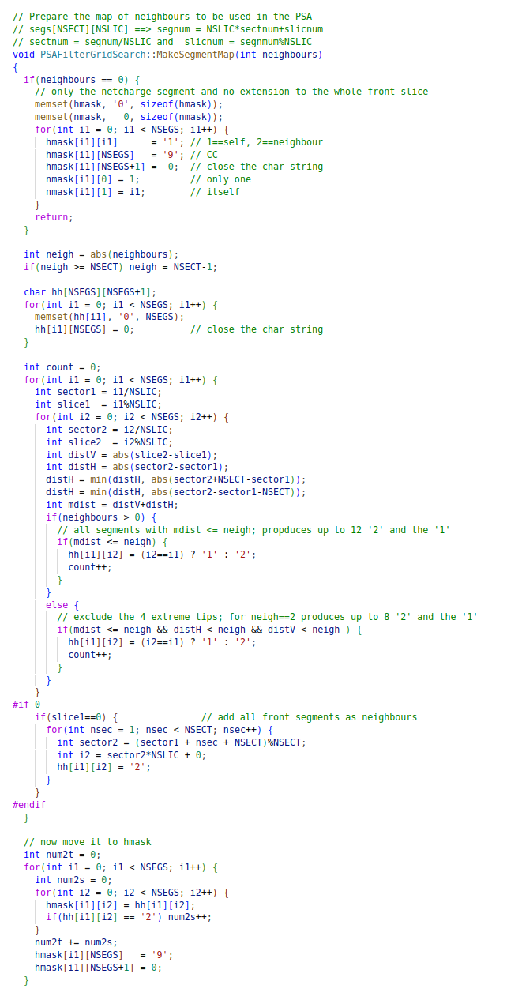 // Prepare the map of neighbours to be used in the PSA
// segs[NSECT][NSLIC] ==> segnum = NSLIC*sectnum+slicnum
// sectnum = segnum/NSLIC and  slicnum = segnmum%NSLIC
void PSAFilterGridSearch::MakeSegmentMap(int neighbours)
{
  if(neighbours == 0) {
    // only the netcharge segment and no extension to the whole front slice
    memset(hmask, '0', sizeof(hmask));
    memset(nmask,   0, sizeof(nmask));
    for(int i1 = 0; i1 < NSEGS; i1++) {
      hmask[i1][i1]      = '1'; // 1==self, 2==neighbour
      hmask[i1][NSEGS]   = '9'; // CC
      hmask[i1][NSEGS+1] =  0;  // close the char string
      nmask[i1][0] = 1;         // only one
      nmask[i1][1] = i1;        // itself
    }
    return;
  }

  int neigh = abs(neighbours);
  if(neigh >= NSECT) neigh = NSECT-1;

  char hh[NSEGS][NSEGS+1];
  for(int i1 = 0; i1 < NSEGS; i1++) {
    memset(hh[i1], '0', NSEGS);
    hh[i1][NSEGS] = 0;          // close the char string
  }

  int count = 0;
  for(int i1 = 0; i1 < NSEGS; i1++) {
    int sector1 = i1/NSLIC;
    int slice1  = i1%NSLIC;
    for(int i2 = 0; i2 < NSEGS; i2++) {
      int sector2 = i2/NSLIC;
      int slice2  = i2%NSLIC;
      int distV = abs(slice2-slice1);
      int distH = abs(sector2-sector1);
      distH = min(distH, abs(sector2+NSECT-sector1));
      distH = min(distH, abs(sector2-sector1-NSECT));
      int mdist = distV+distH;
      if(neighbours > 0) {
        // all segments with mdist <= neigh; propduces up to 12 '2' and the '1'
        if(mdist <= neigh) {
          hh[i1][i2] = (i2==i1) ? '1' : '2';
          count++;
        }
      }
      else {
        // exclude the 4 extreme tips; for neigh==2 produces up to 8 '2' and the '1'
        if(mdist <= neigh && distH < neigh && distV < neigh ) {
          hh[i1][i2] = (i2==i1) ? '1' : '2';
          count++;
        }
      }
    }
#if 0
    if(slice1==0) {               // add all front segments as neighbours
      for(int nsec = 1; nsec < NSECT; nsec++) {
        int sector2 = (sector1 + nsec + NSECT)%NSECT;
        int i2 = sector2*NSLIC + 0;
        hh[i1][i2] = '2';
      }
    }
#endif
  }

  // now move it to hmask
  int num2t = 0;
  for(int i1 = 0; i1 < NSEGS; i1++) {
    int num2s = 0;
    for(int i2 = 0; i2 < NSEGS; i2++) {
      hmask[i1][i2] = hh[i1][i2];
      if(hh[i1][i2] == '2') num2s++;
    }
    num2t += num2s;
    hmask[i1][NSEGS]   = '9';
    hmask[i1][NSEGS+1] = 0;
  }